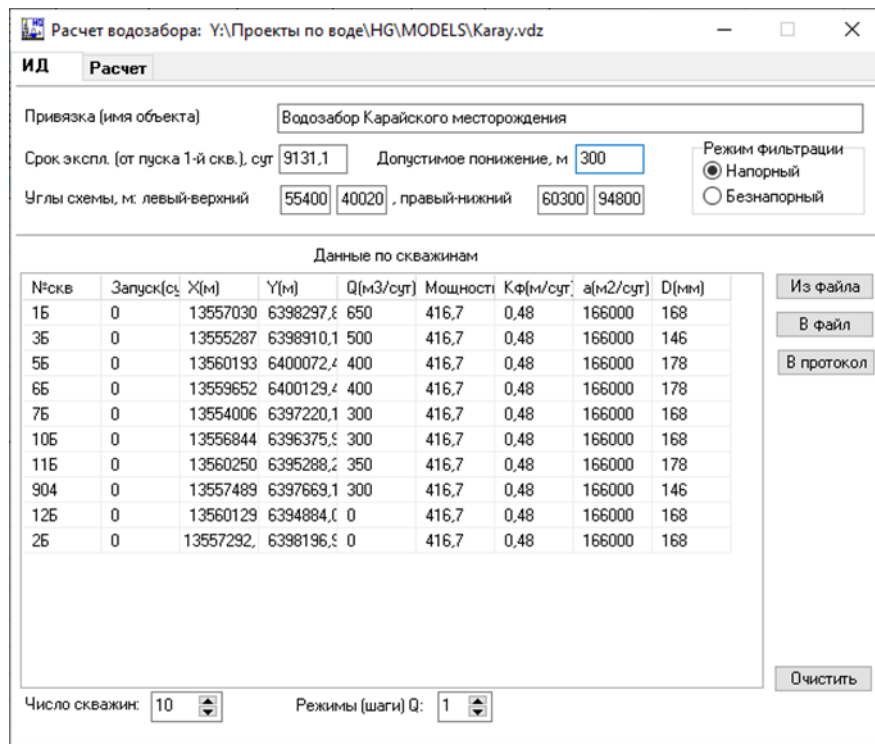 Расчет водозабора: Y:\Проекты по воде\HG\MODELS\Karay.vdz
ИД Расчет
Привязка (имя объекта) Водозабор Карайского месторождения
Срок экспл. (от пуска 1-й скв.), сут 9131,1 Допустимое понижение, м 300
Режим фильтрации
Напорный
Безнапорный
Углы схемы, м: левый-верхний 55400 40020 , правый-нижний 60300 94800
Данные по скважинам
№скв Запуск(су X(м) Y(м) Q(м3/сут) Мощность Кф(м/сут) а(м2/сут) D(мм)
1Б 0 13557030 6398297,8 650 416,7 0,48 166000 168
3Б 0 13555287 6398910,1 500 416,7 0,48 166000 146
5Б 0 13560193 6400072,4 400 416,7 0,48 166000 178
6Б 0 13559652 6400129,4 400 416,7 0,48 166000 178
7Б 0 13554006 6397220,1 300 416,7 0,48 166000 168
10Б 0 13556844 6396375,9 300 416,7 0,48 166000 168
11Б 0 13560250 6395288,2 350 416,7 0,48 166000 178
904 0 13557489 6397669,1 300 416,7 0,48 166000 146
12Б 0 13560129 6394884,0 0 416,7 0,48 166000 168
2Б 0 13557292, 6398196,9 0 416,7 0,48 166000 168
Из файла
В файл
В протокол
Очистить
Число скважин: 10 Режимы (шаги) Q: 1